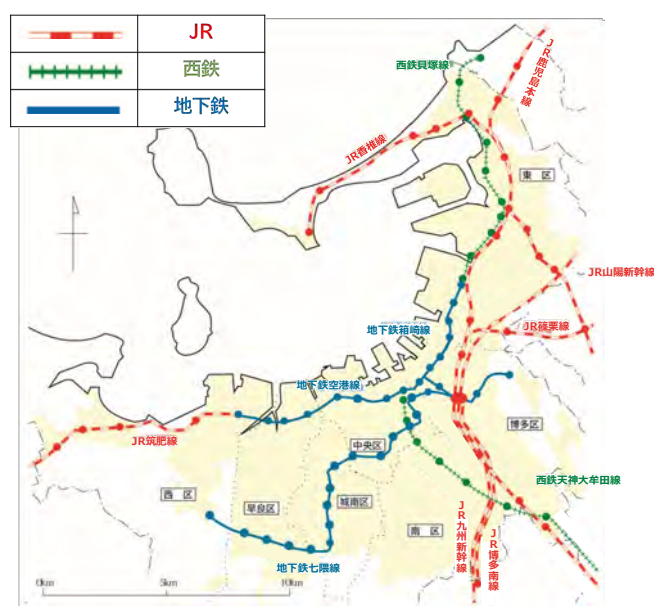 JR
西鉄
地下鉄
西鉄貝塚線
JR鹿児島本線
JR香椎線
東 区
JR山陽新幹線
地下鉄箱崎線
JR篠栗線
地下鉄空港線
JR筑肥線
中央区
博多区
西鉄天神大牟田線
西 区
早良区
城南区
南 区
JR九州新幹線
JR博多南線
地下鉄七隈線
0km
5km
10km